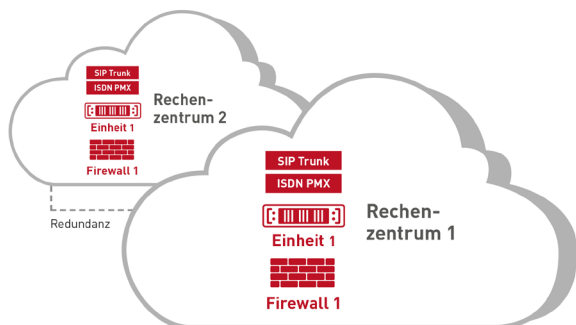 SIP Trunk
ISDN PMX
Rechen-
zentrum 2
Einheit 1
Firewall 1
Redundanz
SIP Trunk
ISDN PMX
Rechen-
zentrum 1
Einheit 1
Firewall 1